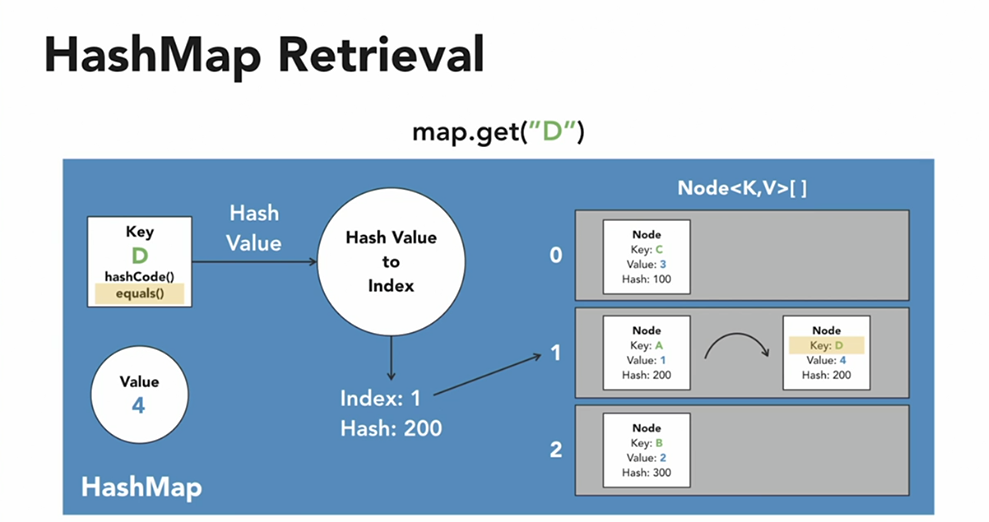 HashMap Retrieval
map.get("D")
Key
D
hashCode()
equals()
Hash
Value
Hash Value
to
Index
Value
4
Index: 1
Hash: 200
HashMap
Node<K,V>[ ]
0
Node
Key: C
Value: 3
Hash: 100
1
Node
Key: A
Value: 1
Hash: 200
Node
Key: D
Value: 4
Hash: 200
2
Node
Key: B
Value: 2
Hash: 300